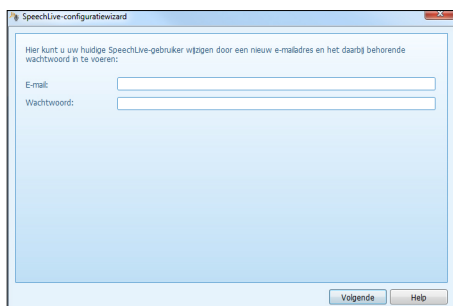 SpeechLive-configuratiewizard
Hier kunt u uw huidige SpeechLive-gebruiker wijzigen door een nieuw e-mailadres en het daarbij behorende
wachtwoord in te voeren:
E-mail:
Wachtwoord:
Volgende
Help